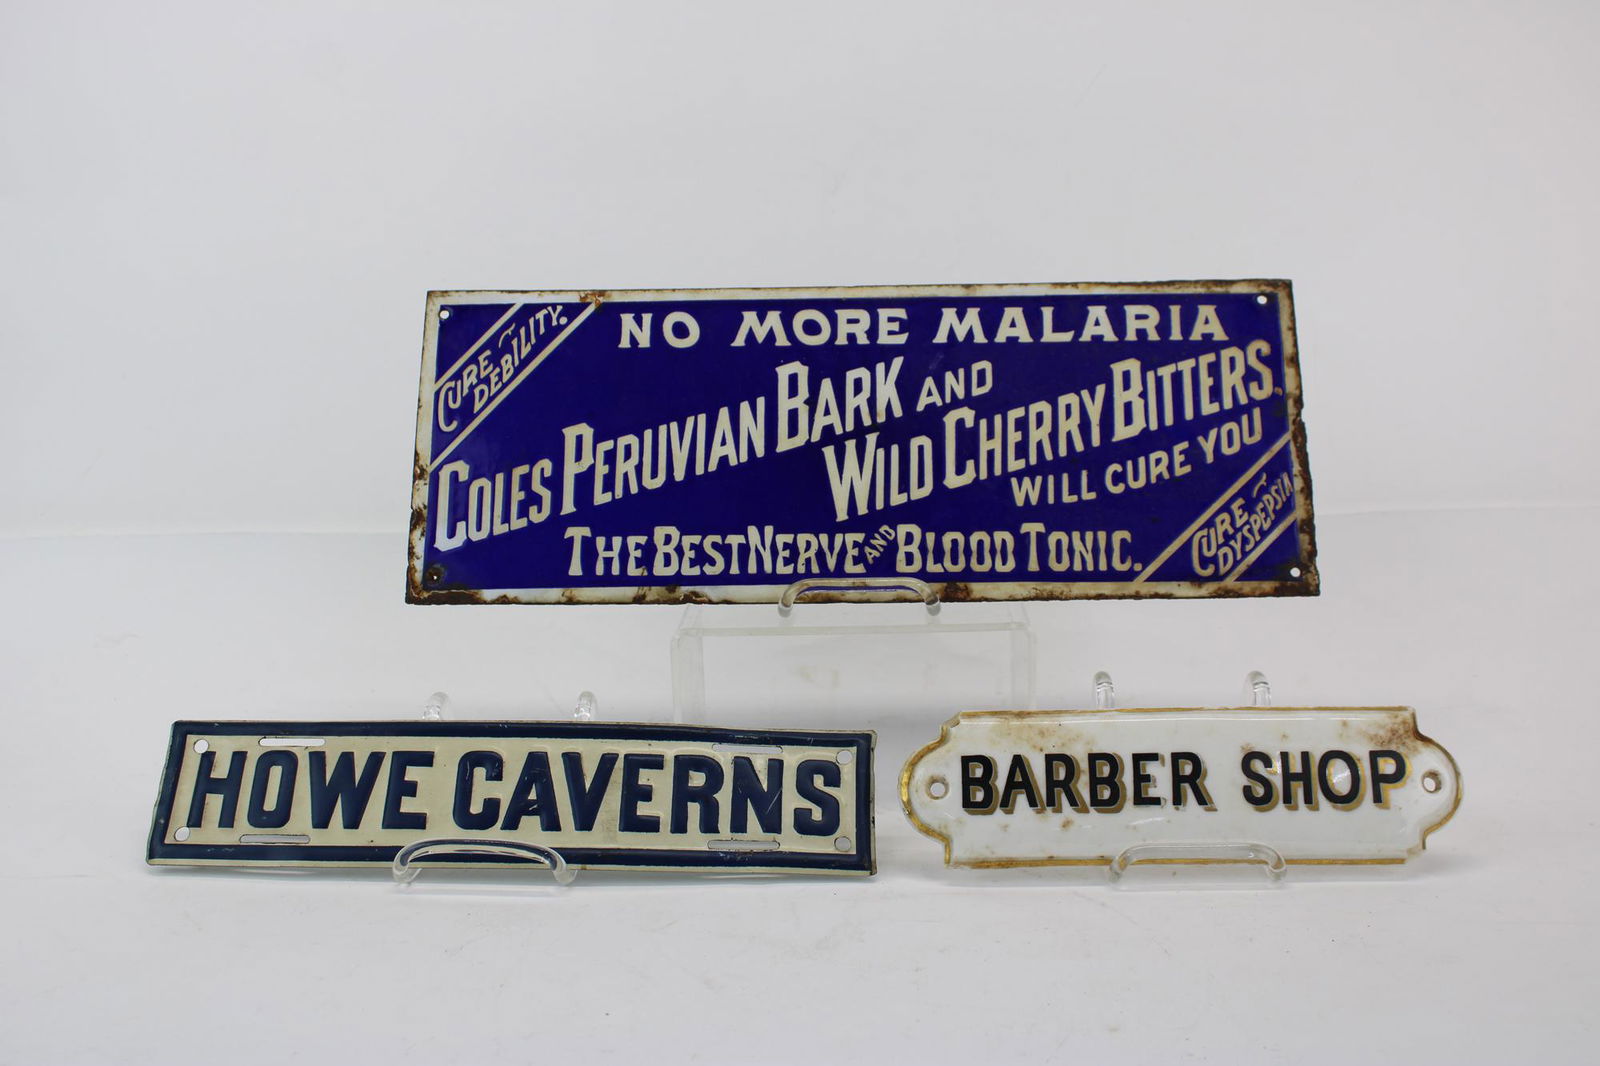 NO MORE MALARIA
CURE
DEBILITY.
COLES PERUVIAN BARK AND
WILD CHERRY BITTERS.
WILL CURE YOU
THE BEST NERVE AND BLOOD TONIC.
CURE
DYSPEPSIA
HOWE CAVERNS
BARBER SHOP